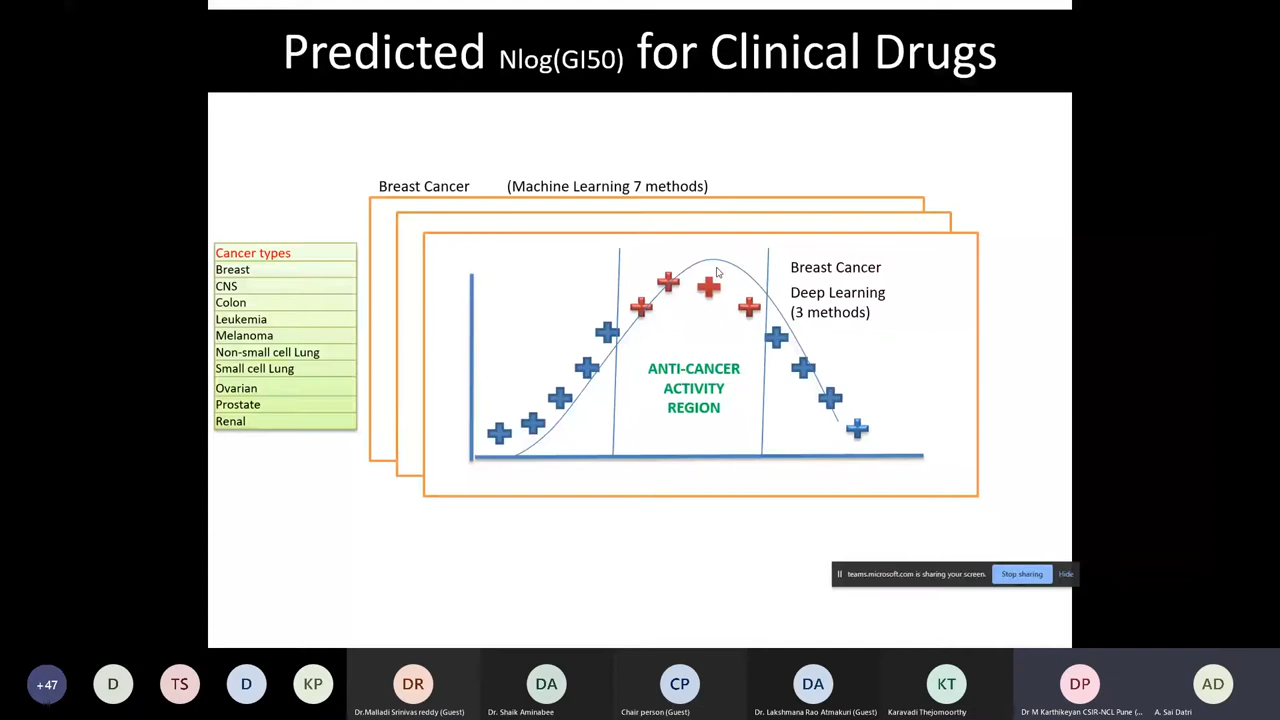 Predicted Nlog(GI50) for Clinical Drugs
Breast Cancer (Machine Learning 7 methods)
Cancer types
Breast
CNS
Colon
Leukemia
Melanoma
Non-small cell Lung
Small cell Lung
Ovarian
Prostate
Renal
Breast Cancer
Deep Learning
(3 methods)
ANTI-CANCER
ACTIVITY
REGION
teams.microsoft.com is sharing your screen. Stop sharing Hide
+47 D TS D KP DR DA CP DA KT DP AD
Dr.Malladi Srinivas reddy (Guest) Dr. Shaik Aminabee Chair person (Guest) Dr. Lakshmana Rao Atmakuri (Guest) Karavadi Thejomoorthy Dr M Karthikeyan CSIR-NCL Pune (... A. Sai Datri